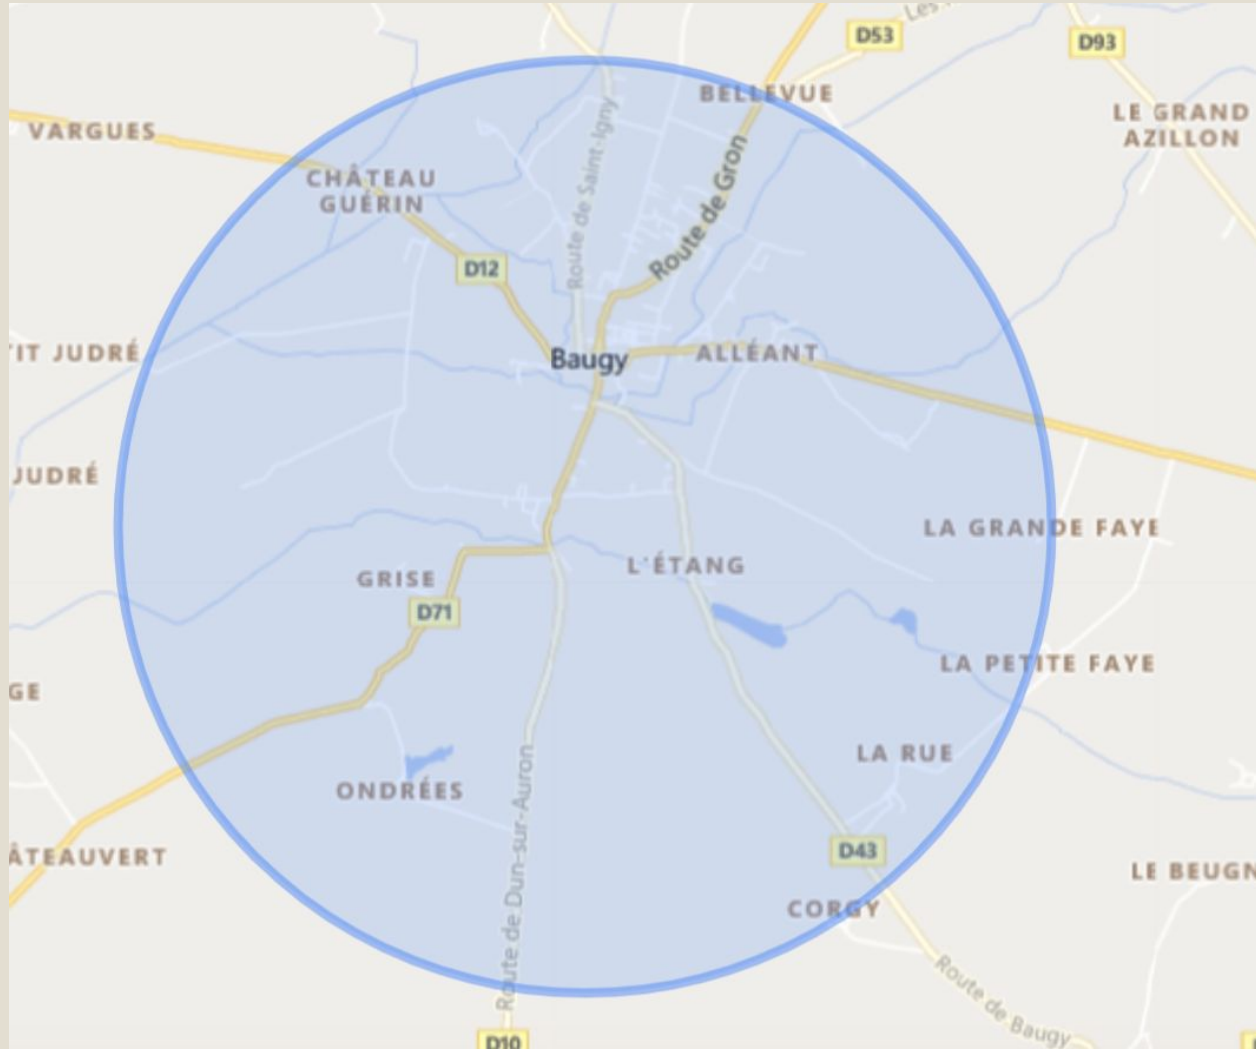 Les
D53
D93
BELLEVUE
LE GRAND
AZILLON
VARGUES
CHÂTEAU
GUÉRIN
Route de Saint-Igny
Route de Gron
D12
Baugy
ALLÉANT
TIT JUDRÉ
JUDRÉ
LA GRANDE FAYE
L'ÉTANG
GRISE
D71
LA PETITE FAYE
GE
LA RUE
ONDRÉES
Route de Dun-sur-Auron
D43
ÂTEAUVERT
LE BEUGN
CORGY
Route de Baugy
D10